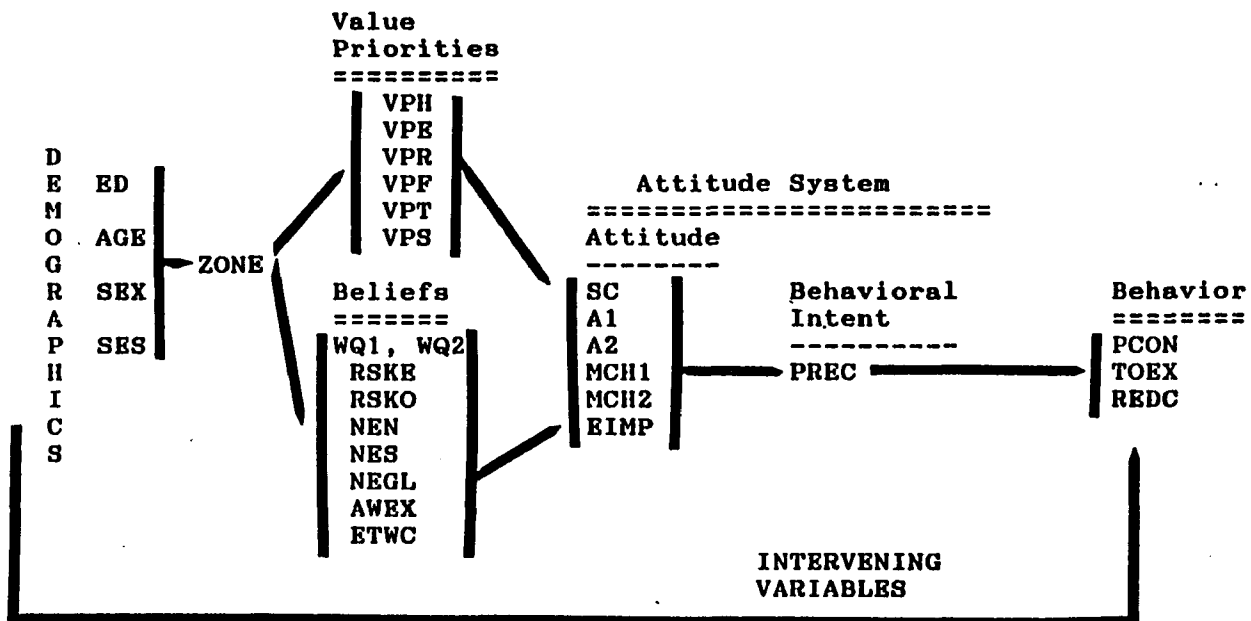 Value
Priorities
==========
VPH
VPE
VPR
VPF
VPT
VPS
DEMOGRAPHICS
ED
AGE
SEX
SES
ZONE
Beliefs
=======
WQ1, WQ2
RSKE
RSKO
NEN
NES
NEGL
AWEX
ETWC
Attitude System
========================
Attitude
--------
SC
A1
A2
MCH1
MCH2
EIMP
Behavioral
Intent
----------
PREC
Behavior
========
PCON
TOEX
REDC
INTERVENING
VARIABLES